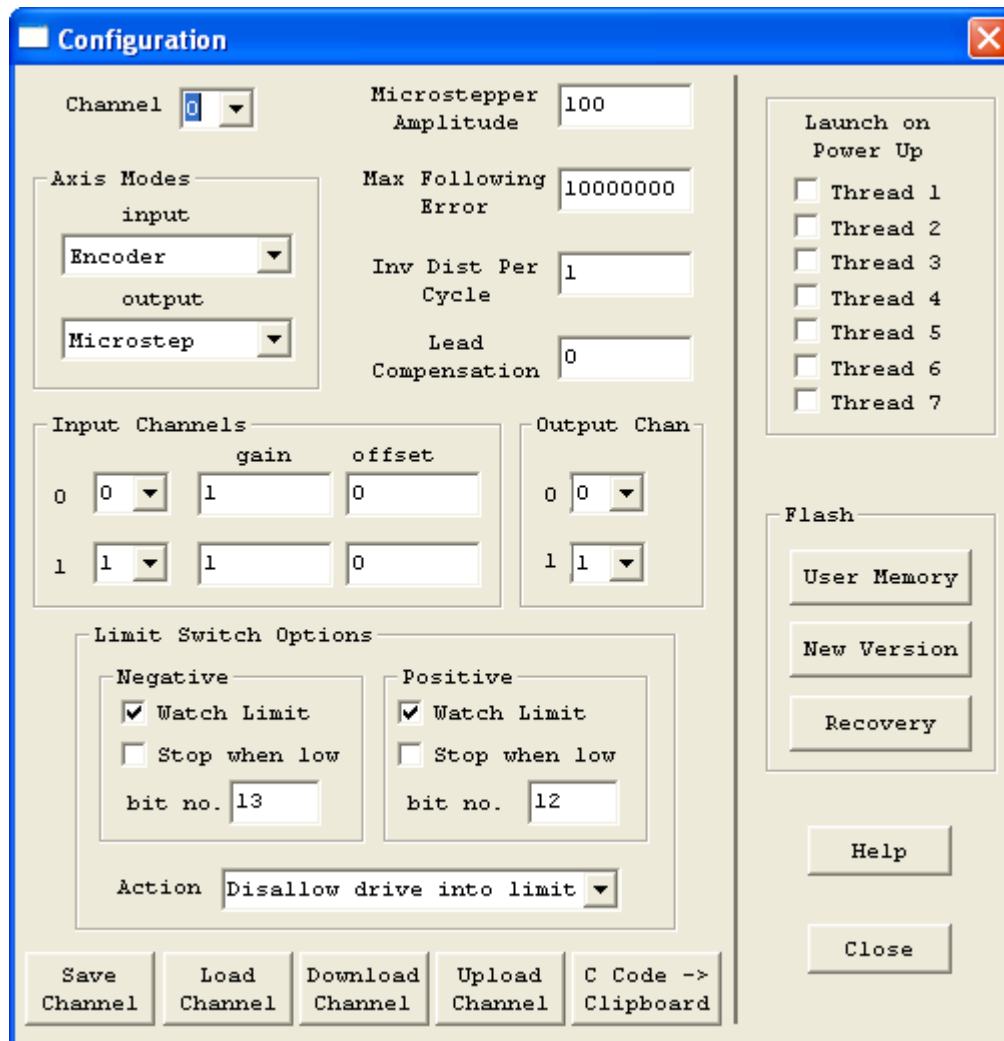 Configuration
Channel 0
Microstepper
Amplitude
100
Axis Modes
input
Encoder
output
Microstep
Max Following
Error
10000000
Inv Dist Per
Cycle
1
Lead
Compensation
0
Launch on
Power Up
Thread 1
Thread 2
Thread 3
Thread 4
Thread 5
Thread 6
Thread 7
Input Channels
gain offset
0 0 1 0
1 1 1 0
Output Chan
0 0
1 1
Flash
User Memory
New Version
Recovery
Limit Switch Options
Negative
Watch Limit
Stop when low
bit no. 13
Positive
Watch Limit
Stop when low
bit no. 12
Action Disallow drive into limit
Help
Close
Save
Channel
Load
Channel
Download
Channel
Upload
Channel
C Code ->
Clipboard